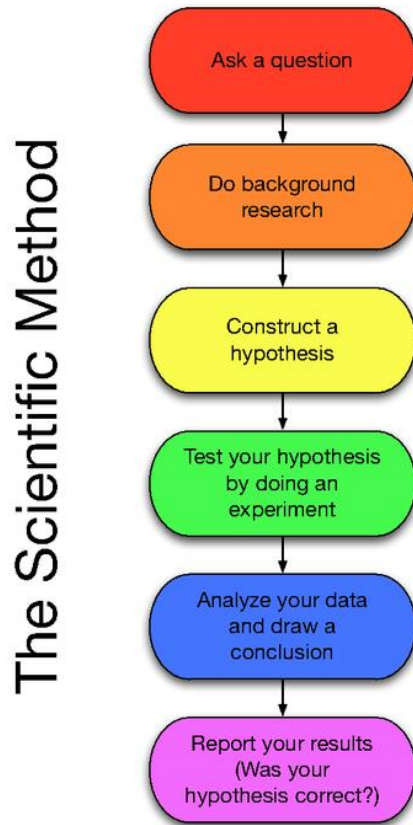 The Scientific Method
Ask a question
Do background
research
Construct a
hypothesis
Test your hypothesis
by doing an
experiment
Analyze your data
and draw a
conclusion
Report your results
(Was your
hypothesis correct?)